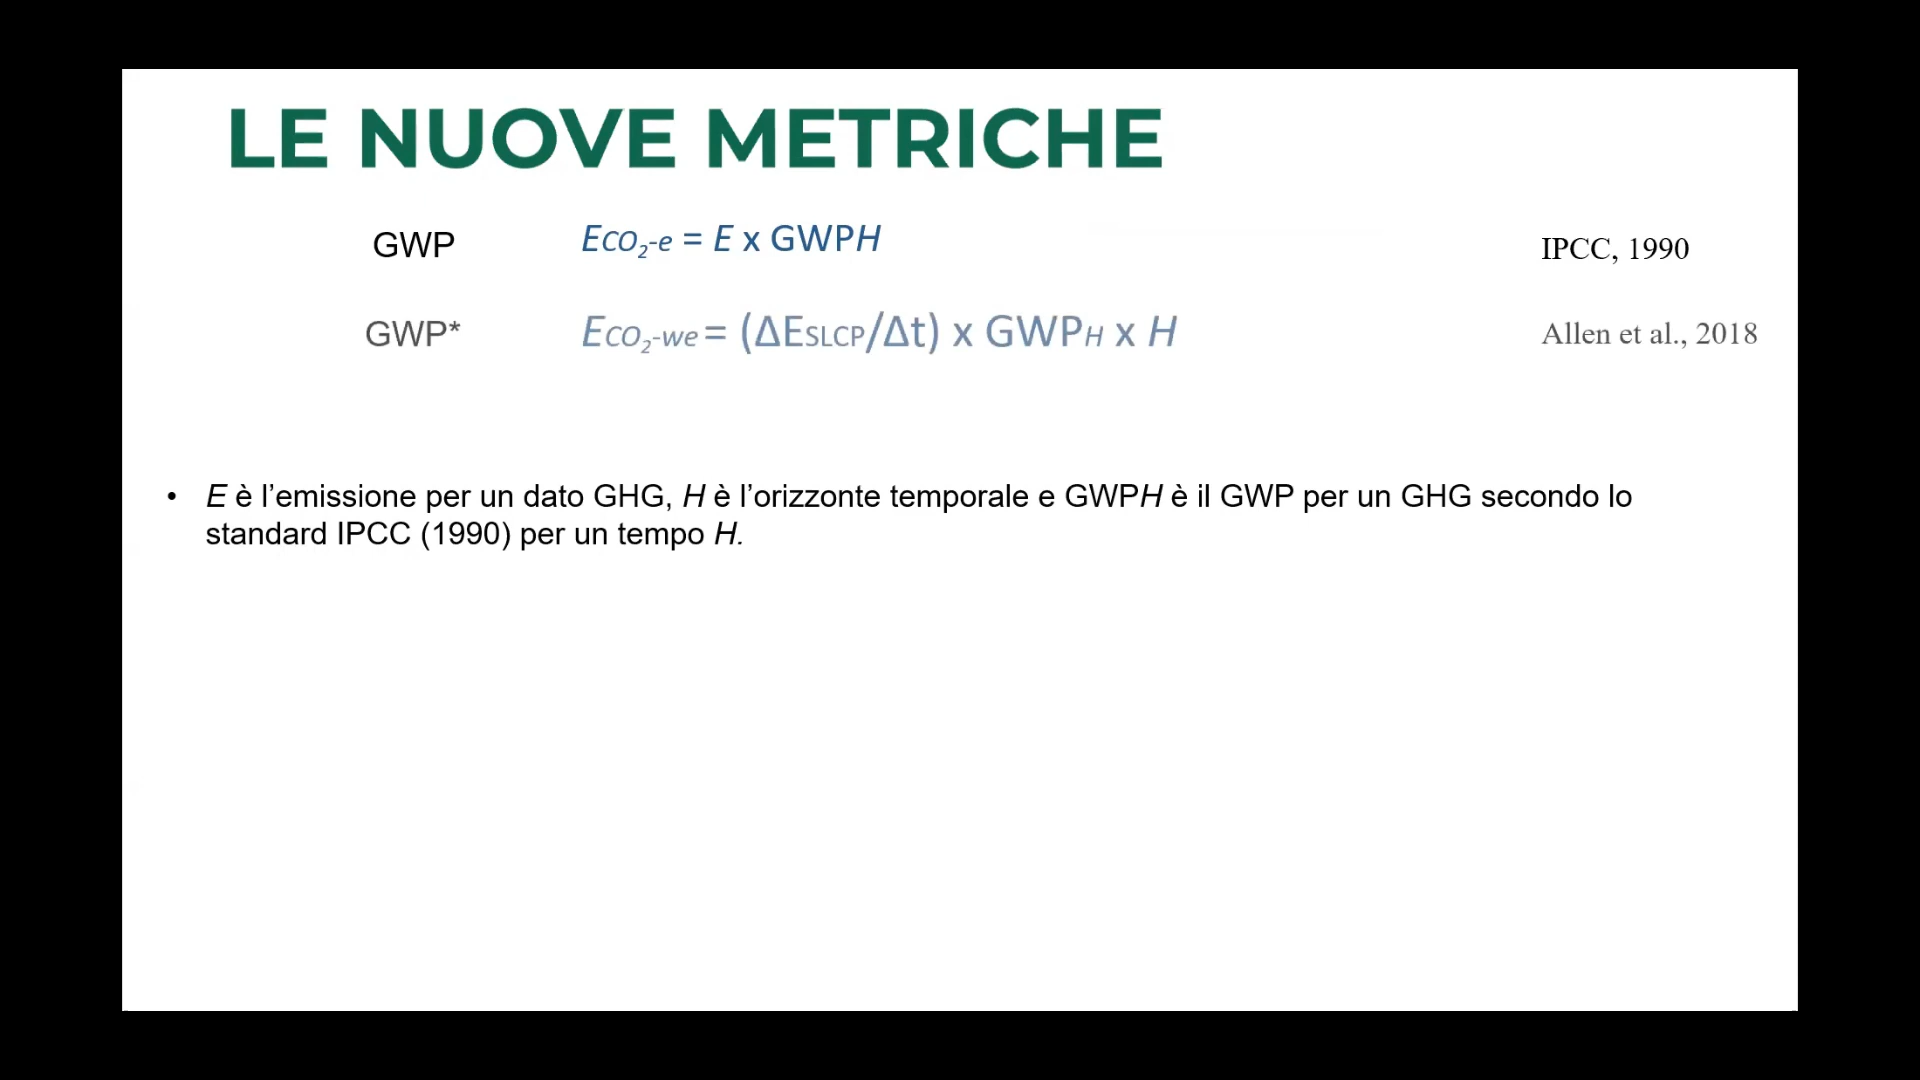 LE NUOVE METRICHE
GWP ECO₂-e = E x GWPH IPCC, 1990
GWP* ECO₂-we = (ΔESLCP/Δt) x GWPH x H Allen et al., 2018
• E è l’emissione per un dato GHG, H è l’orizzonte temporale e GWPH è il GWP per un GHG secondo lo
standard IPCC (1990) per un tempo H.